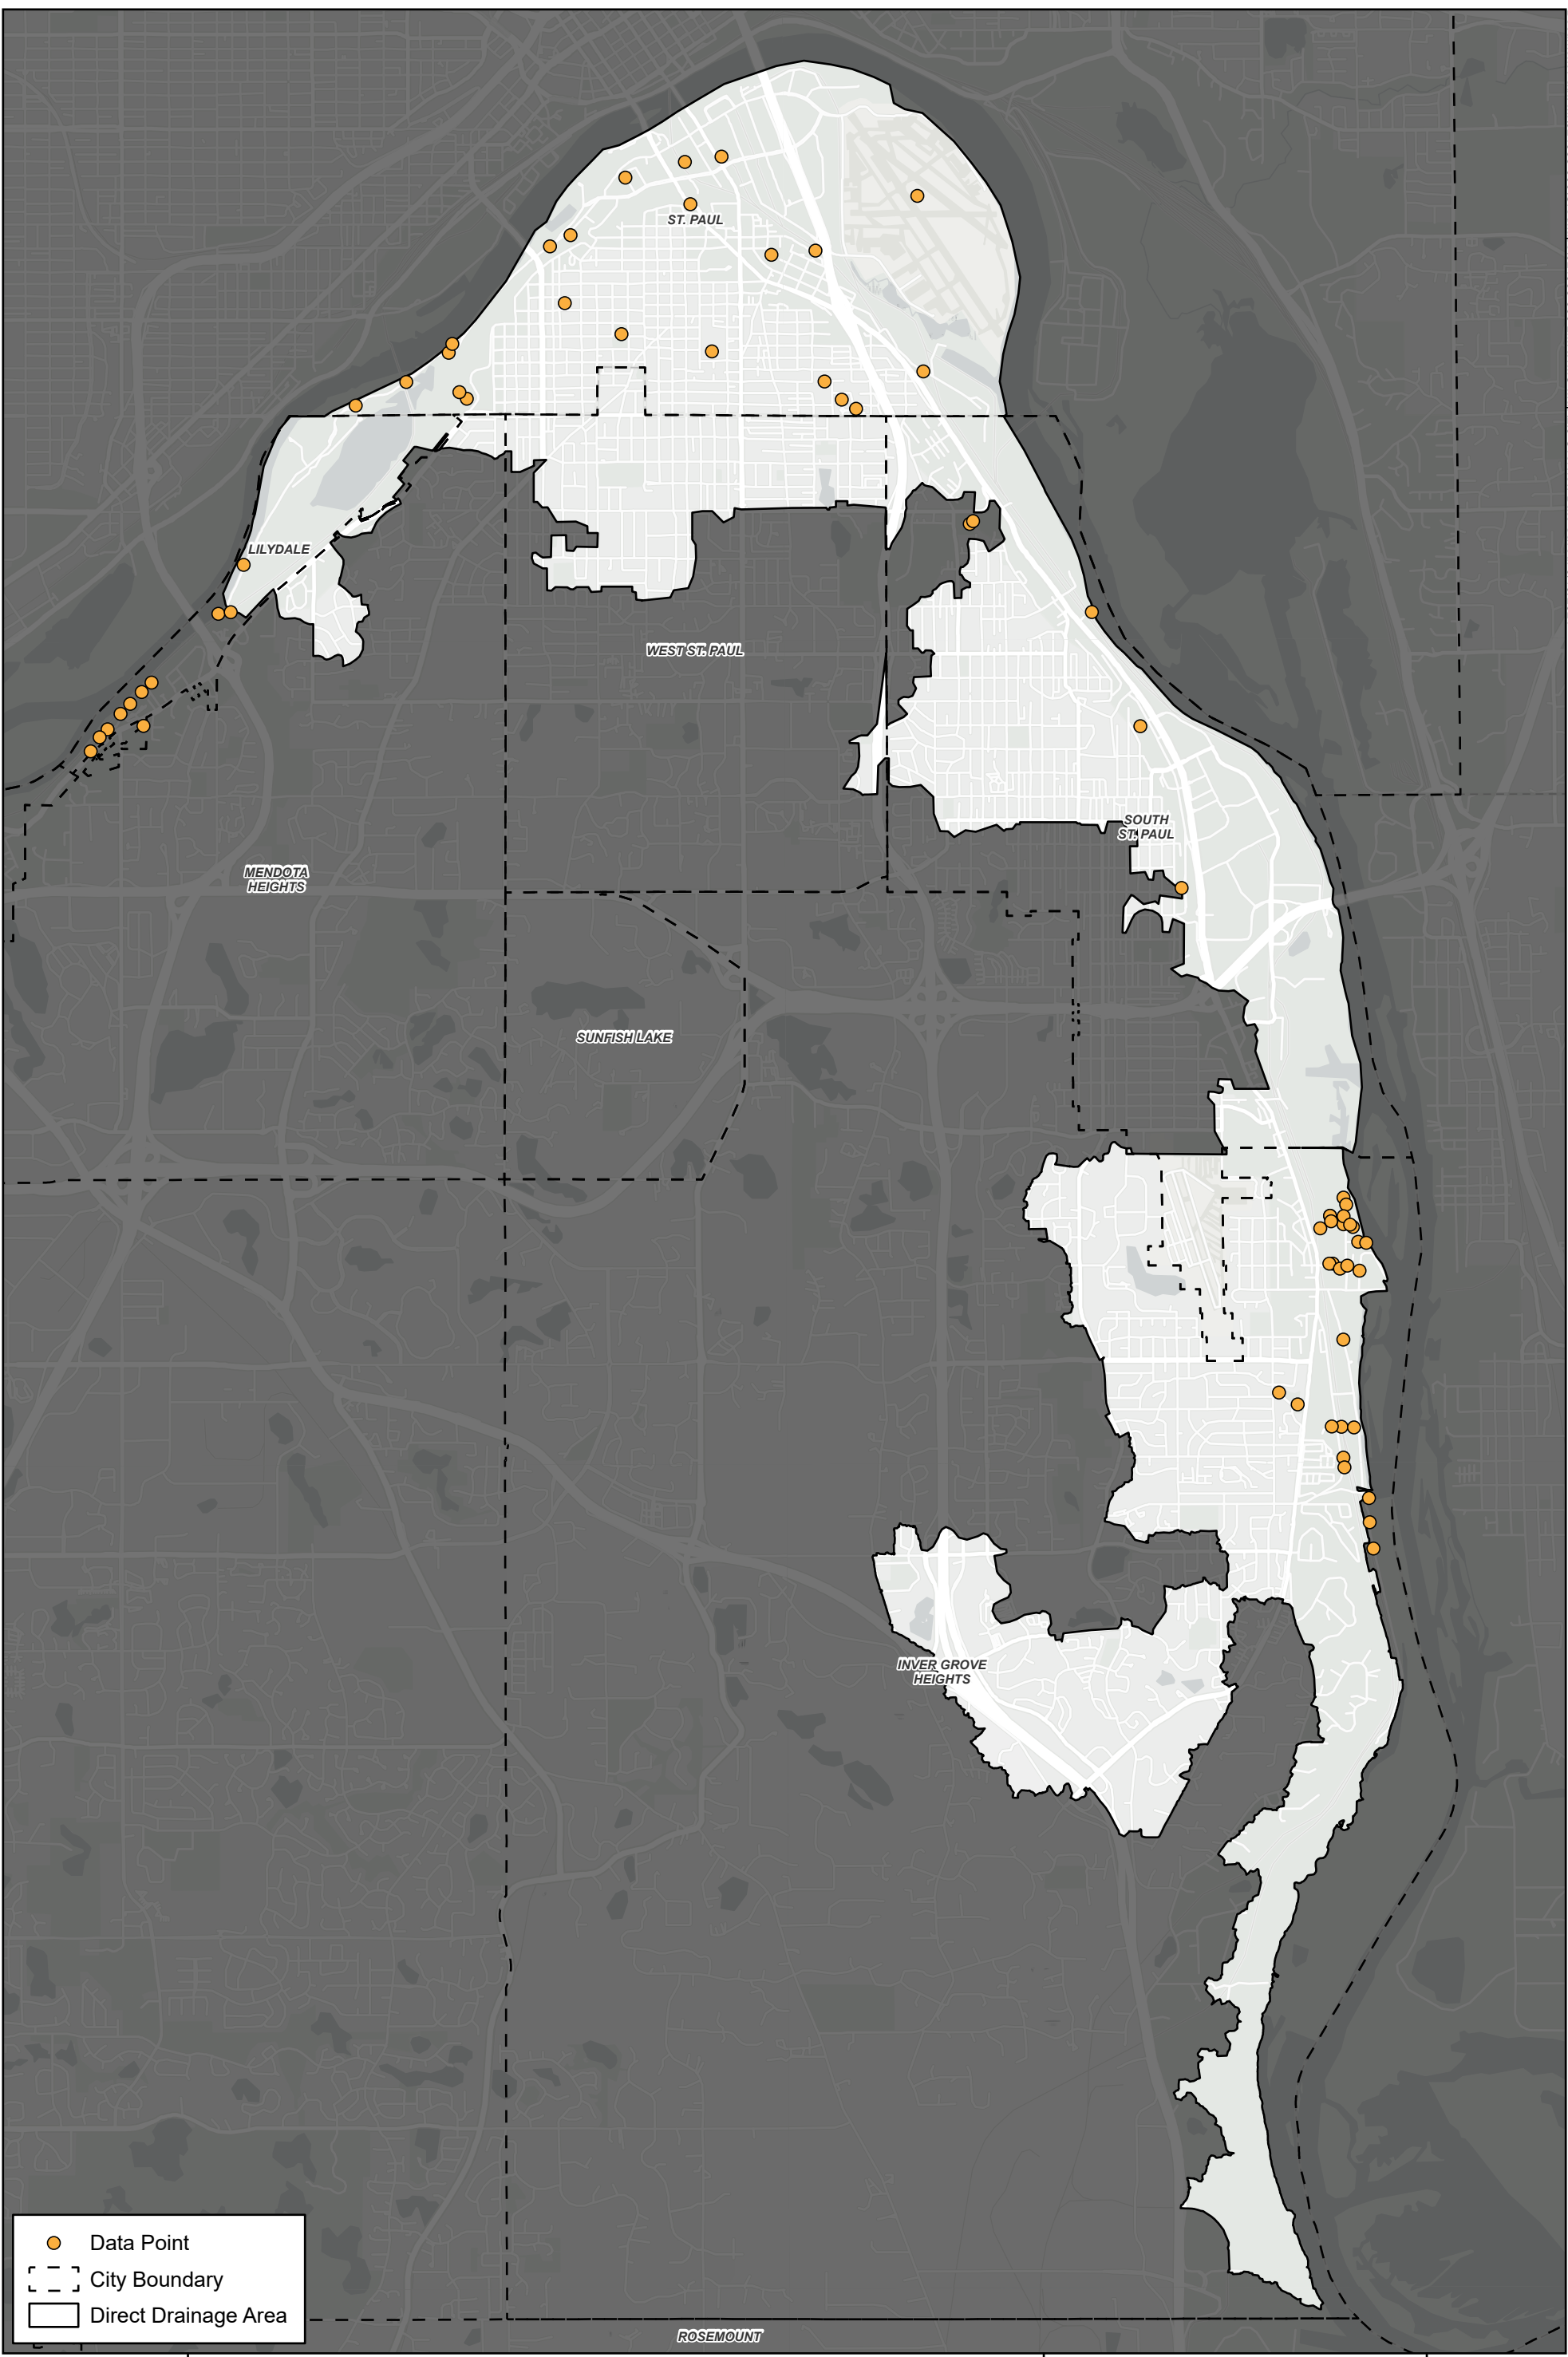 ST. PAUL
LILYDALE
WEST ST. PAUL
SOUTH
ST. PAUL
MENDOTA
HEIGHTS
SUNFISH LAKE
INVER GROVE
HEIGHTS
Data Point
City Boundary
Direct Drainage Area
ROSEMOUNT